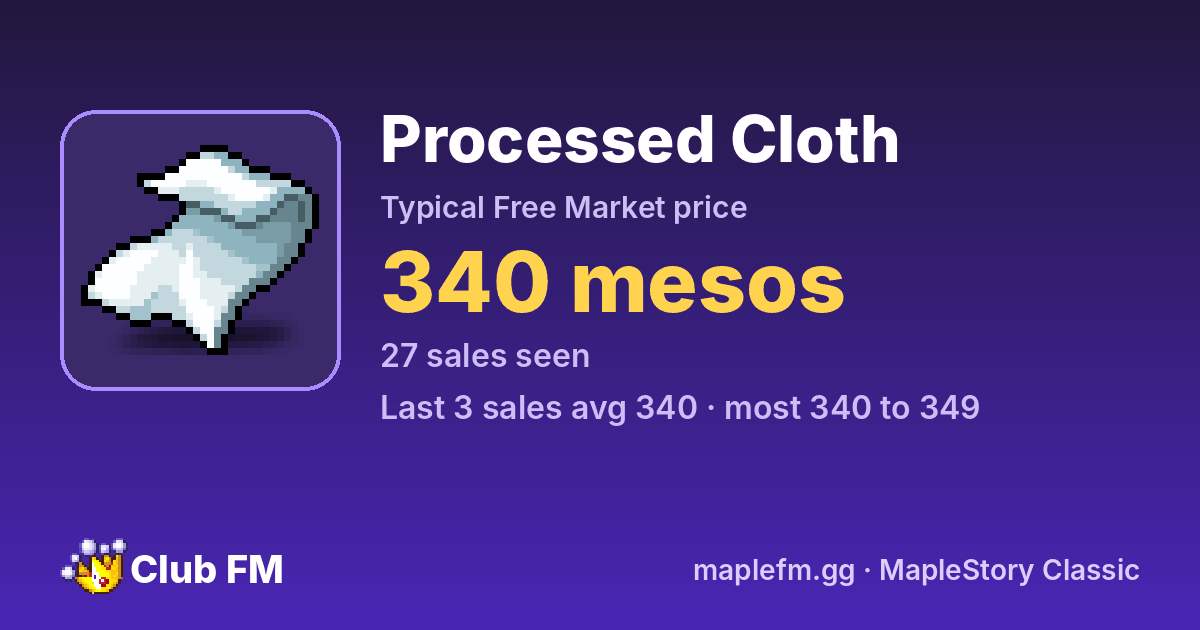 Processed Cloth
Typical Free Market price
340 mesos
27 sales seen
Last 3 sales avg 340 · most 340 to 349
Club FM
maplefm.gg · MapleStory Classic